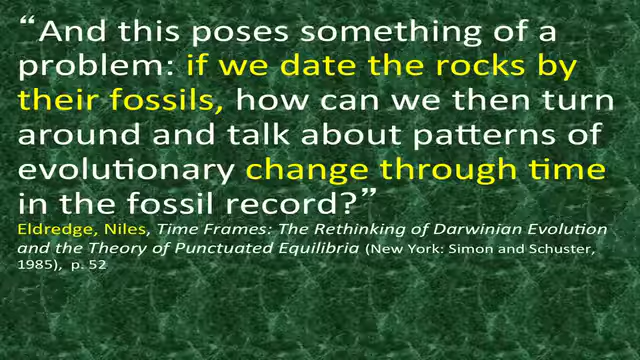 “And this poses something of a
problem: if we date the rocks by
their fossils, how can we then turn
around and talk about patterns of
evolutionary change through time
in the fossil record?”
Eldredge, Niles, Time Frames: The Rethinking of Darwinian Evolution
and the Theory of Punctuated Equilibria (New York: Simon and Schuster,
1985), p. 52